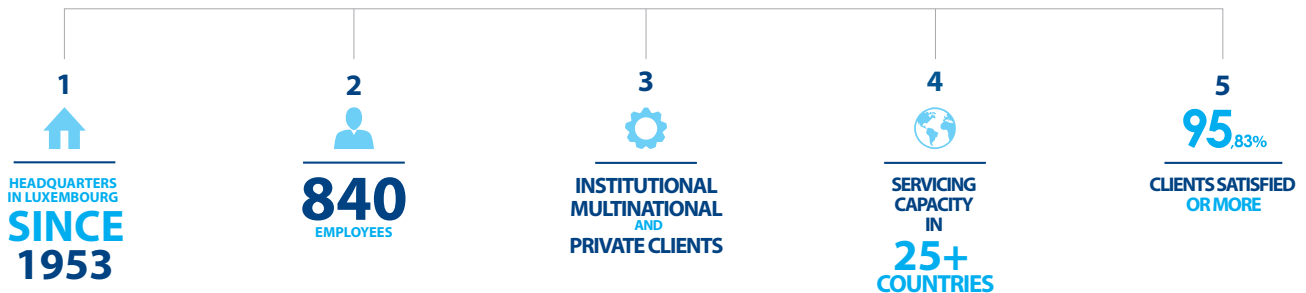 1
HEADQUARTERS
IN LUXEMBOURG
SINCE
1953
2
840
EMPLOYEES
3
INSTITUTIONAL
MULTINATIONAL
AND
PRIVATE CLIENTS
4
SERVICING
CAPACITY
IN
25+
COUNTRIES
5
95,83%
CLIENTS SATISFIED
OR MORE